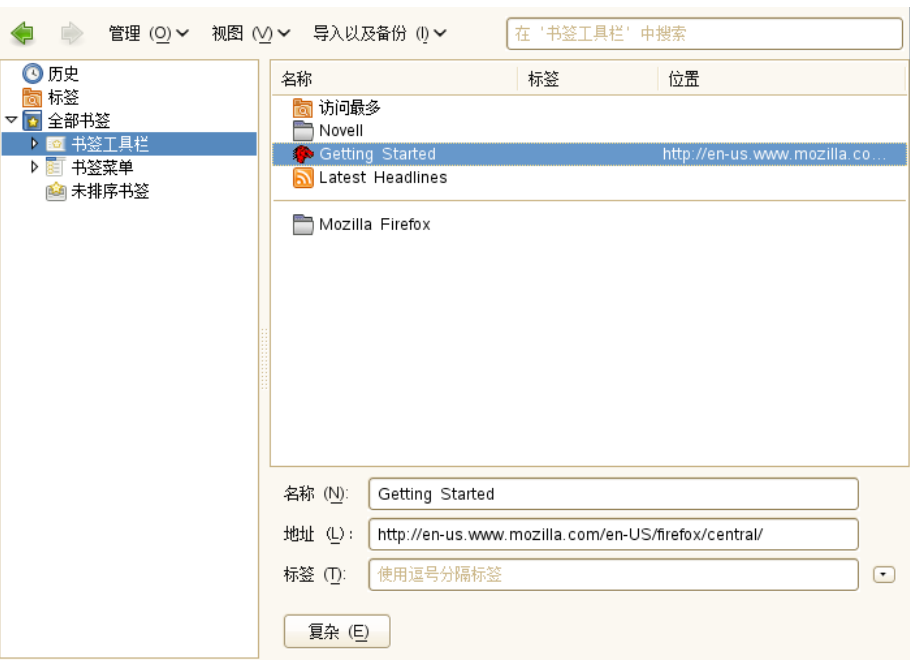 管理 (O) 视图 (V) 导入以及备份 (I) 在 '书签工具栏' 中搜索
历史
标签
全部书签
书签工具栏
书签菜单
未排序书签
名称 标签 位置
访问最多
Novell
Getting Started http://en-us.www.mozilla.co...
Latest Headlines
Mozilla Firefox
名称 (N): Getting Started
地址 (L): http://en-us.www.mozilla.com/en-US/firefox/central/
标签 (T): 使用逗号分隔标签
复杂 (E)